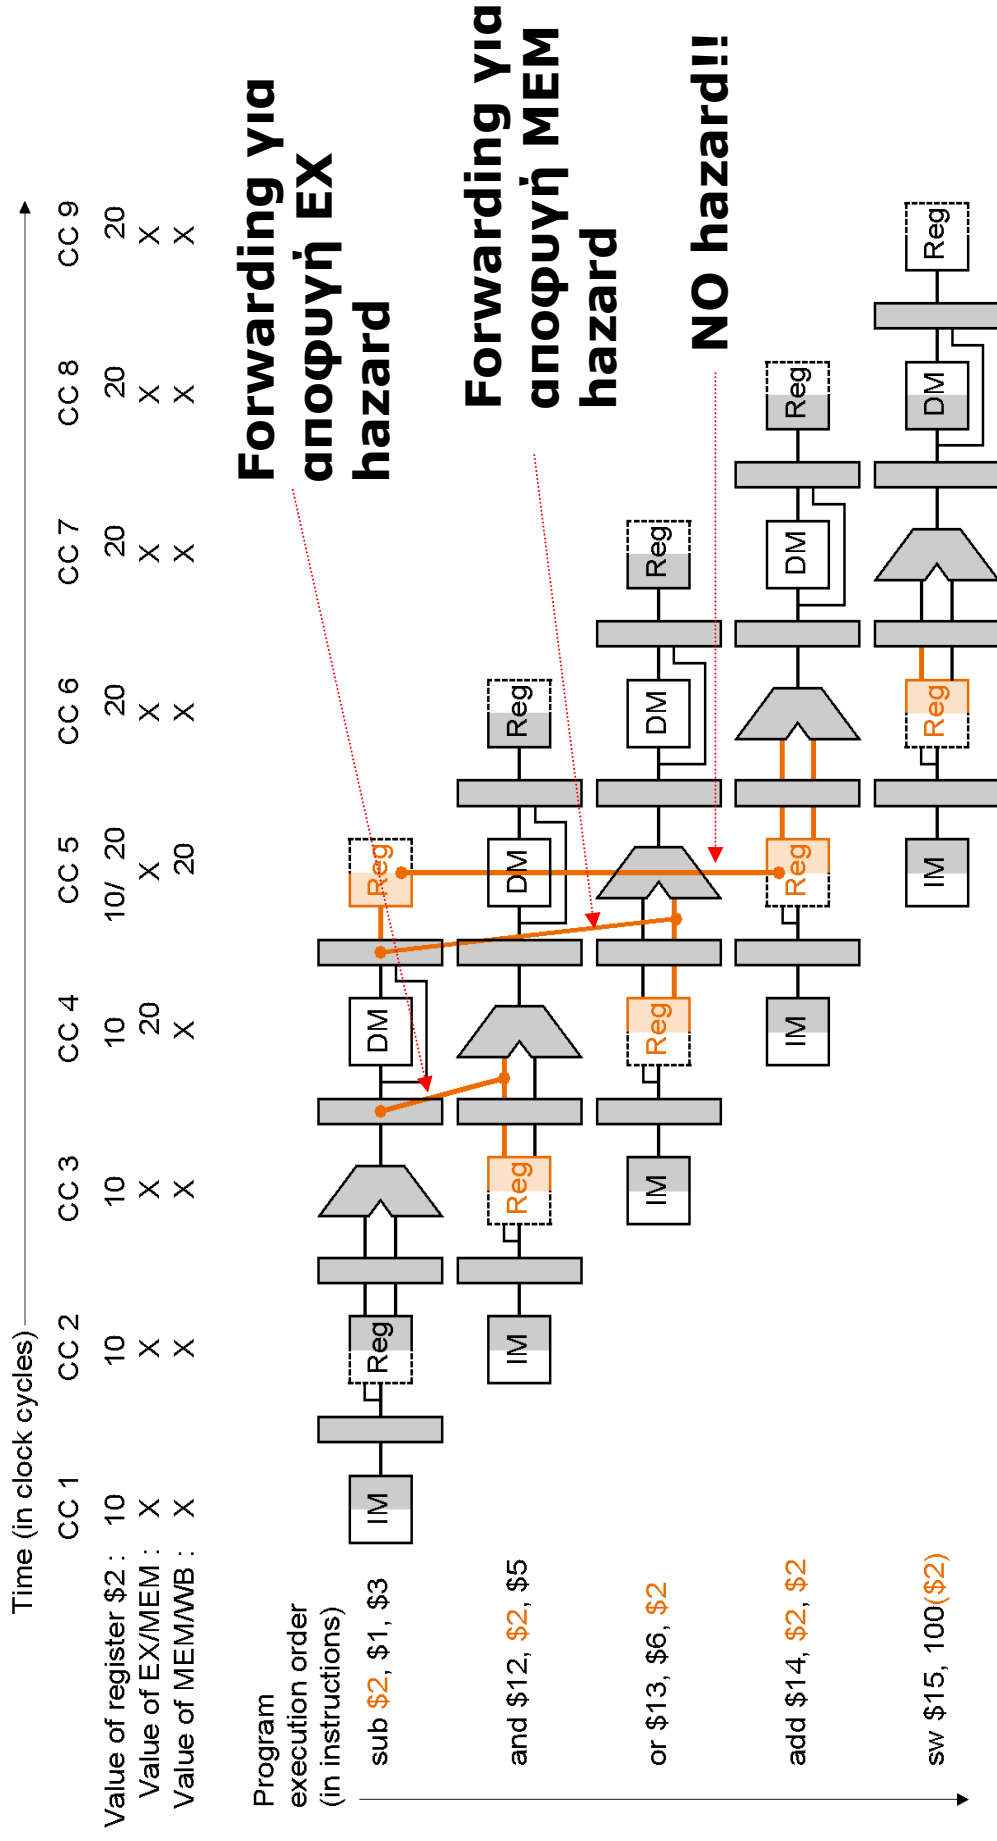 Time (in clock cycles)
CC 1 CC 2 CC 3 CC 4 CC 5 CC 6 CC 7 CC 8 CC 9
Value of register $2 : 10 10 10 10 10/ 20 20 20 20 20
Value of EX/MEM : X X X 20 X X X X X
Value of MEM/WB : X X X X 20 X X X X
Forwarding για
αποφυγή EX
hazard
Program
execution order
(in instructions)
sub $2, $1, $3
IM Reg DM Reg
Forwarding για
αποφυγή MEM
hazard
and $12, $2, $5
IM Reg DM Reg
or $13, $6, $2
IM Reg DM Reg
NO hazard!!
add $14, $2, $2
IM Reg DM Reg
sw $15, 100($2)
IM Reg DM Reg